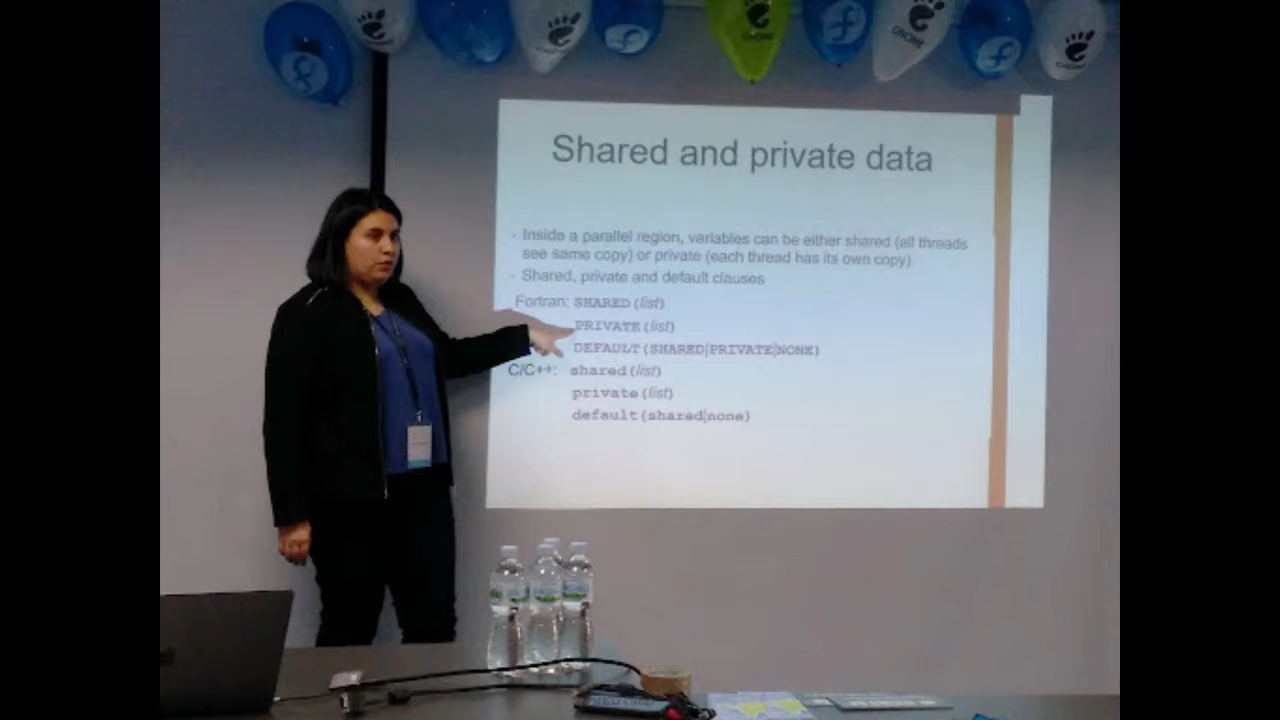 GNOME
GNOME
Shared and private data
Inside a parallel region, variables can be either shared (all threads
see same copy) or private (each thread has its own copy).
Shared, private and default clauses
Fortran: SHARED(list)
PRIVATE(list)
DEFAULT(SHARED|PRIVATE|NONE)
C/C++: shared(list)
private(list)
default(shared|none)